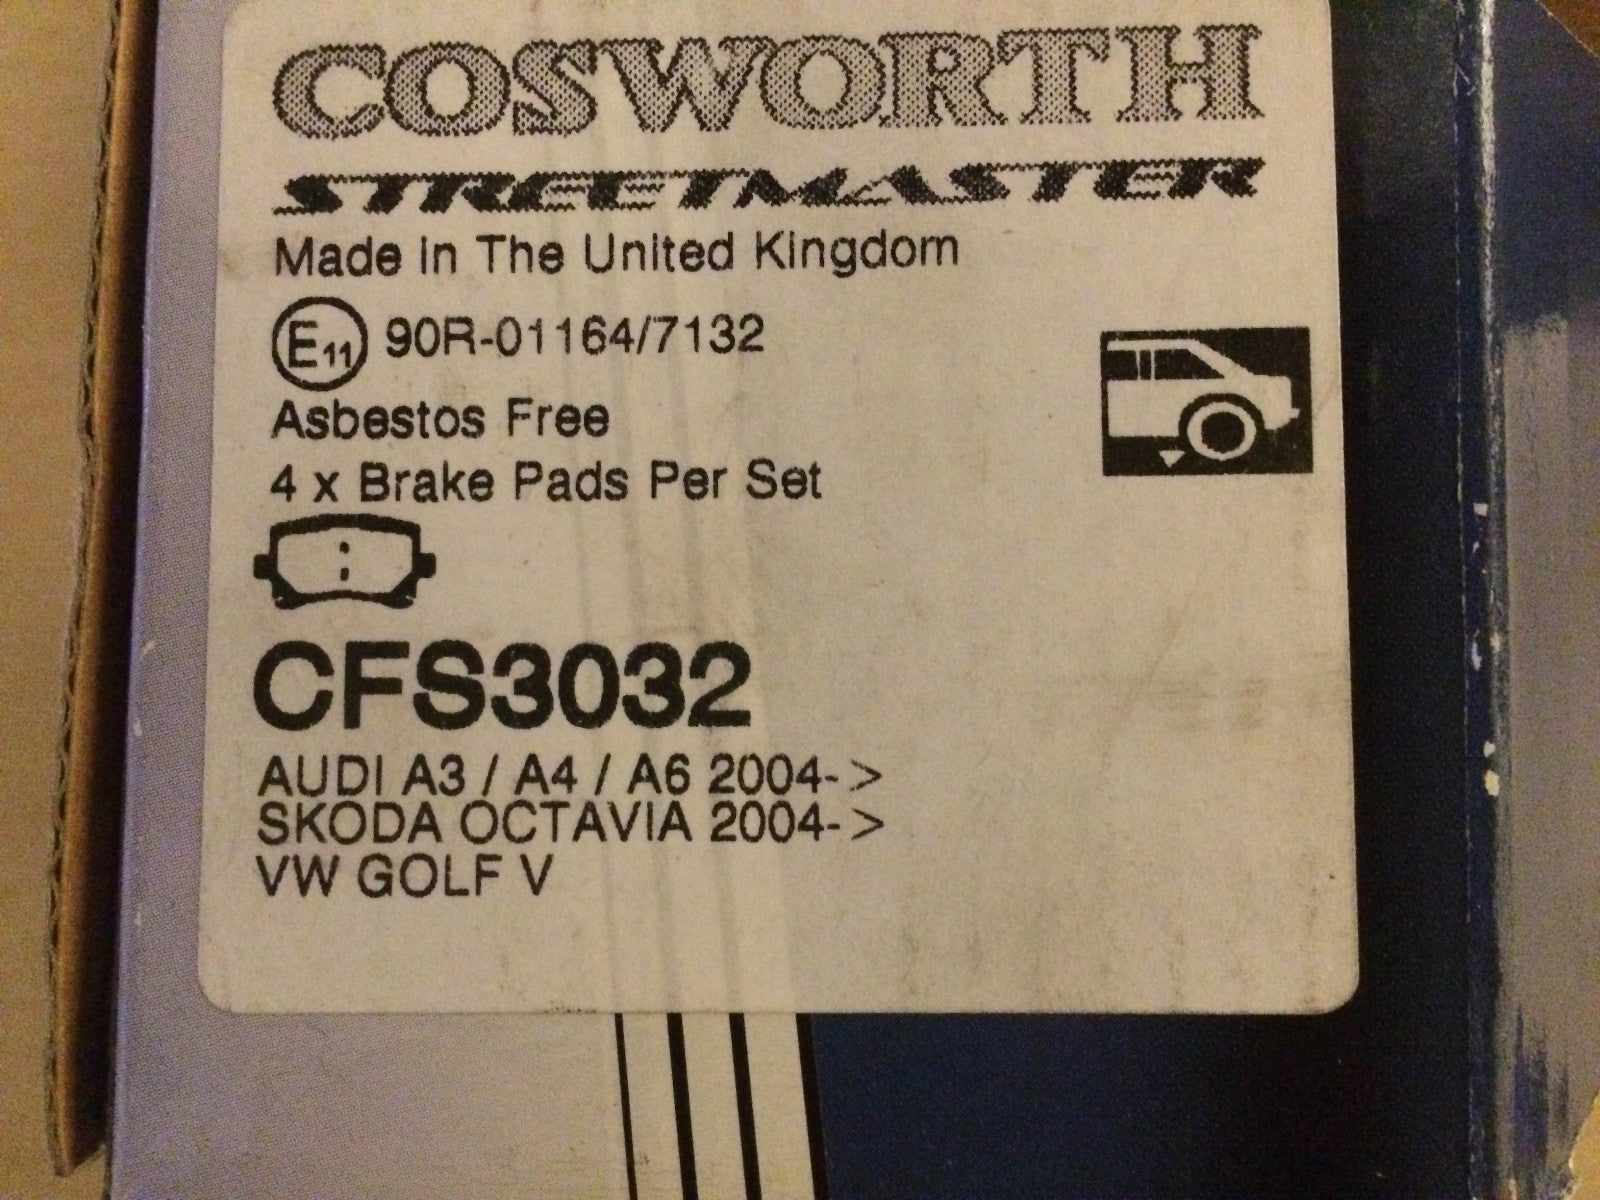 COSWORTH
STREETMASTER
Made In The United Kingdom
E11 90R-01164/7132
Asbestos Free
4 x Brake Pads Per Set
CFS3032
AUDI A3 / A4 / A6 2004->
SKODA OCTAVIA 2004->
VW GOLF V